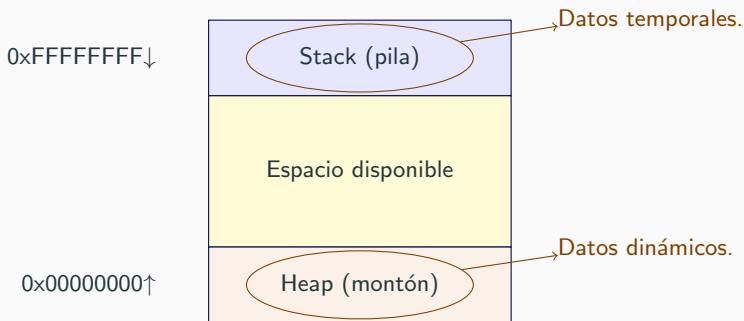 Datos temporales.
0xFFFFFFFF↓
Stack (pila)
Espacio disponible
Datos dinámicos.
0x00000000↑
Heap (montón)